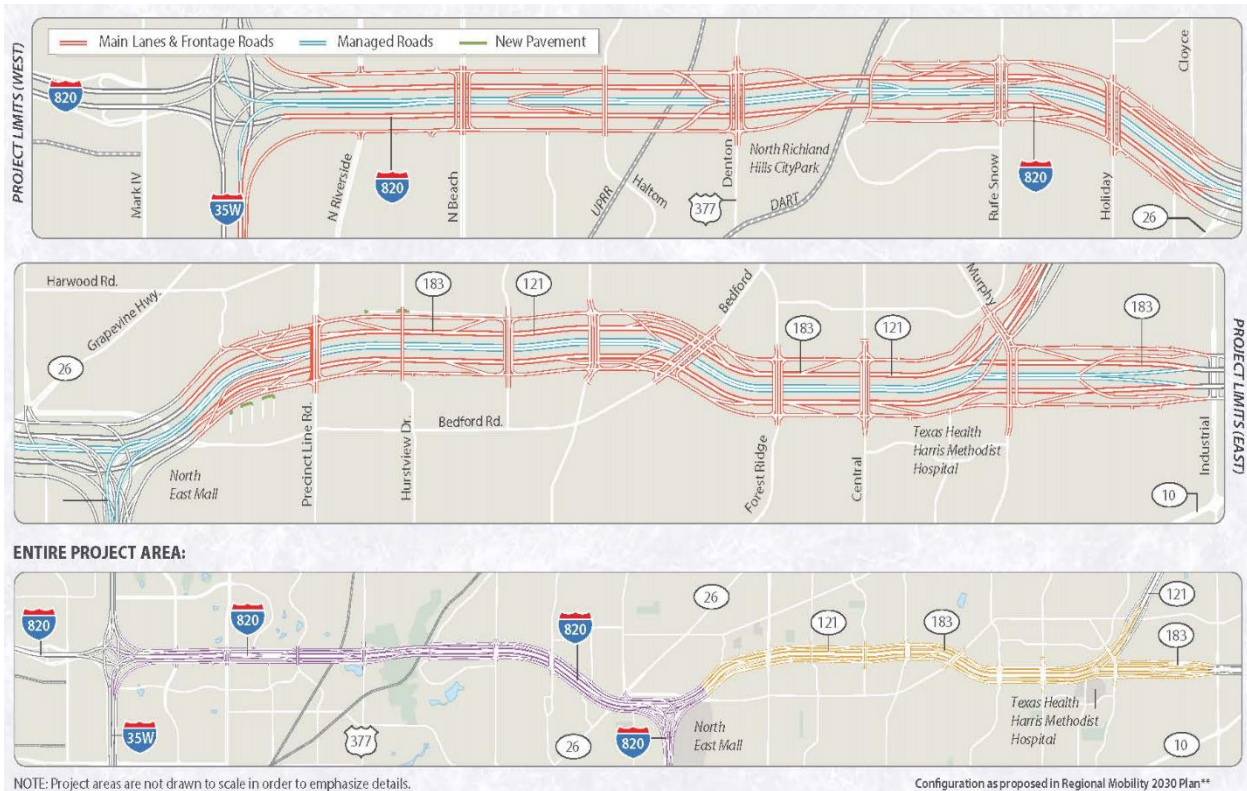 PROJECT LIMITS (WEST)
Main Lanes & Frontage Roads
Managed Roads
New Pavement
820
Mark IV
35W
N Riverside
820
N Beach
UPRR
Haltom
377
Denton
DART
North Richland
Hills CityPark
Rufe Snow
820
Holiday
Cloyce
26
Harwood Rd.
Grapevine Hwy.
26
North
East Mall
Precinct Line Rd.
183
Hurstview Dr.
Bedford Rd.
121
Bedford
Forest Ridge
183
Central
121
Murphy
Texas Health
Harris Methodist
Hospital
183
Industrial
10
PROJECT LIMITS (EAST)
ENTIRE PROJECT AREA:
820
35W
820
377
820
26
26
820
North
East Mall
121
183
Texas Health
Harris Methodist
Hospital
121
183
10
NOTE: Project areas are not drawn to scale in order to emphasize details.
Configuration as proposed in Regional Mobility 2030 Plan**